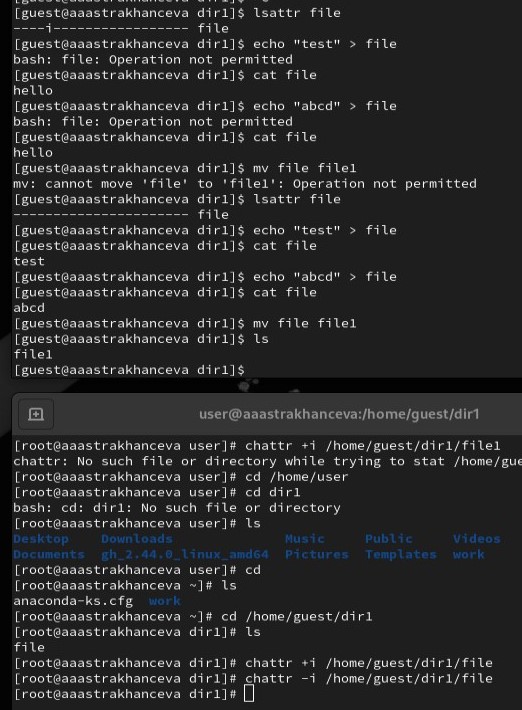 [guest@aaastrakhanceva dir1]$ lsattr file
----i----------------- file
[guest@aaastrakhanceva dir1]$ echo "test" > file
bash: file: Operation not permitted
[guest@aaastrakhanceva dir1]$ cat file
hello
[guest@aaastrakhanceva dir1]$ echo "abcd" > file
bash: file: Operation not permitted
[guest@aaastrakhanceva dir1]$ cat file
hello
[guest@aaastrakhanceva dir1]$ mv file file1
mv: cannot move 'file' to 'file1': Operation not permitted
[guest@aaastrakhanceva dir1]$ lsattr file
---------------------- file
[guest@aaastrakhanceva dir1]$ echo "test" > file
[guest@aaastrakhanceva dir1]$ cat file
test
[guest@aaastrakhanceva dir1]$ echo "abcd" > file
[guest@aaastrakhanceva dir1]$ cat file
abcd
[guest@aaastrakhanceva dir1]$ mv file file1
[guest@aaastrakhanceva dir1]$ ls
file1
[guest@aaastrakhanceva dir1]$
user@aaastrakhanceva:/home/guest/dir1
[root@aaastrakhanceva user]# chattr +i /home/guest/dir1/file1
chattr: No such file or directory while trying to stat /home/gue
[root@aaastrakhanceva user]# cd /home/user
[root@aaastrakhanceva user]# cd dir1
bash: cd: dir1: No such file or directory
[root@aaastrakhanceva user]# ls
Desktop Downloads Music Public Videos
Documents gh_2.44.0_linux_amd64 Pictures Templates work
[root@aaastrakhanceva user]# cd
[root@aaastrakhanceva ~]# ls
anaconda-ks.cfg work
[root@aaastrakhanceva ~]# cd /home/guest/dir1
[root@aaastrakhanceva dir1]# ls
file
[root@aaastrakhanceva dir1]# chattr +i /home/guest/dir1/file
[root@aaastrakhanceva dir1]# chattr -i /home/guest/dir1/file
[root@aaastrakhanceva dir1]#